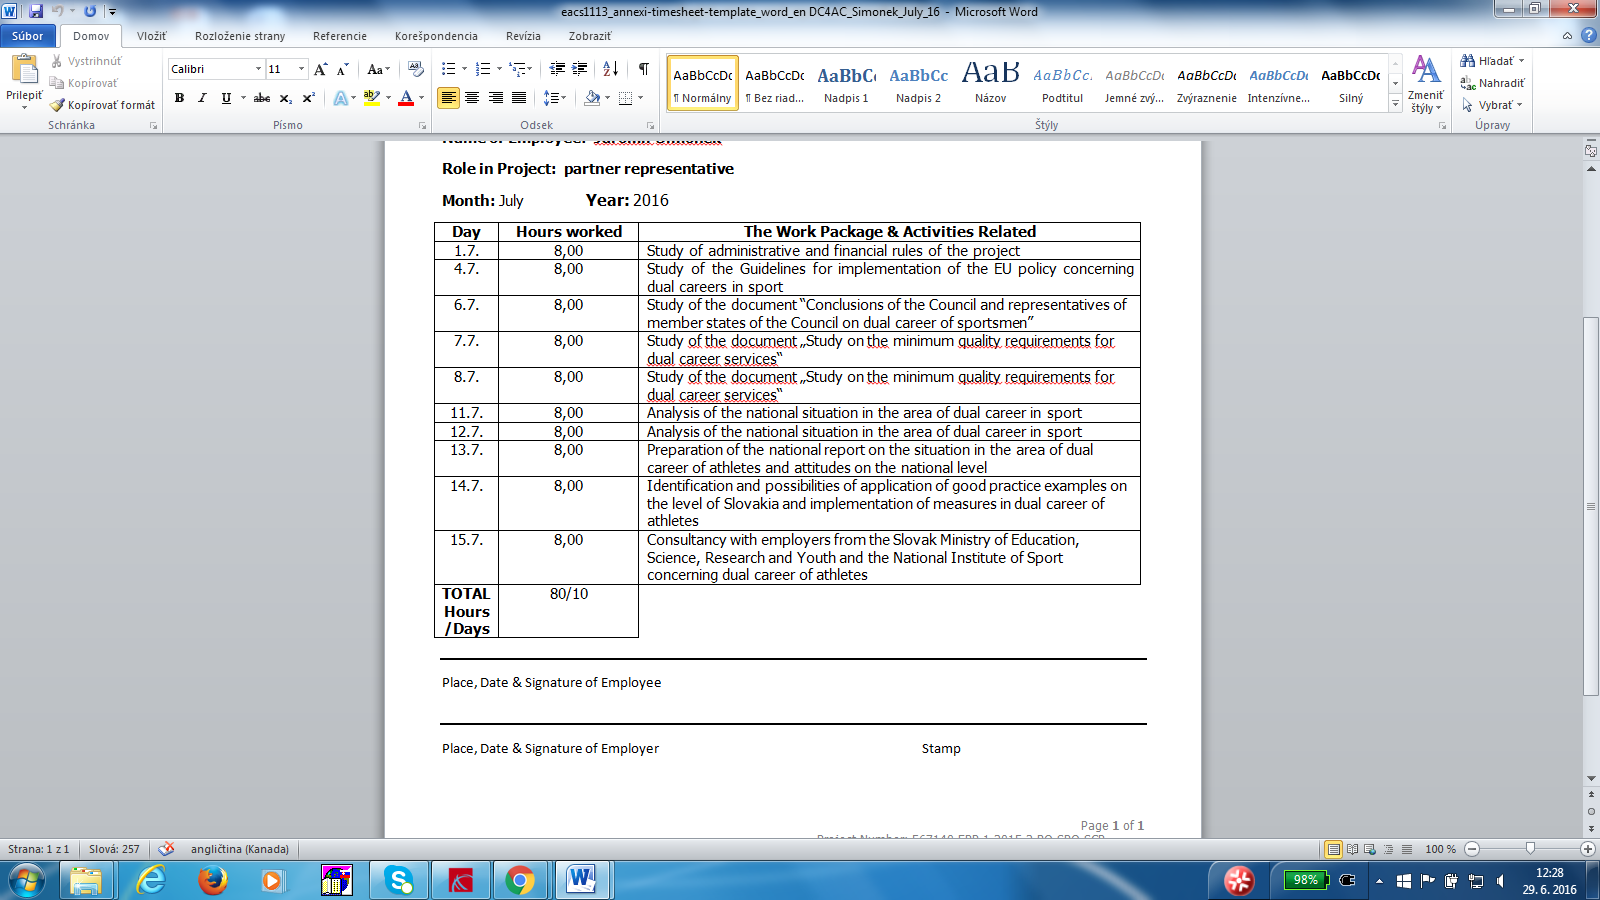 eacs1113_annexi-timesheet-template_word_en DC4AC_Simonek_July_16 - Microsoft Word
Súbor Domov Vložiť Rozloženie strany Referencie Korešpondencia Revízia Zobraziť
Prilepiť
Vystrihnúť
Kopírovať
Kopírovať formát
Schránka
Calibri 11
Písmo
Odsek
AaBbCcDc AaBbCcDc AaBbC AaBbCc AaB AaBbCc. AaBbCcDc AaBbCcDc AaBbCcDc AaBbCcDc
¶ Normálny ¶ Bez riad... Nadpis 1 Nadpis 2 Názov Podtitul Jemné zvý... Zvýraznenie Intenzívne... Silný
Štýly
Zmeniť štýly
Hľadať
Nahradiť
Vybrať
Úpravy
Name of Employee:
Role in Project: partner representative
Month: July Year: 2016
Day Hours worked The Work Package & Activities Related
1.7. 8,00 Study of administrative and financial rules of the project
4.7. 8,00 Study of the Guidelines for implementation of the EU policy concerning
dual careers in sport
6.7. 8,00 Study of the document “Conclusions of the Council and representatives of
member states of the Council on dual career of sportsmen”
7.7. 8,00 Study of the document „Study on the minimum quality requirements for
dual career services“
8.7. 8,00 Study of the document „Study on the minimum quality requirements for
dual career services“
11.7. 8,00 Analysis of the national situation in the area of dual career in sport
12.7. 8,00 Analysis of the national situation in the area of dual career in sport
13.7. 8,00 Preparation of the national report on the situation in the area of dual
career of athletes and attitudes on the national level
14.7. 8,00 Identification and possibilities of application of good practice examples on
the level of Slovakia and implementation of measures in dual career of
athletes
15.7. 8,00 Consultancy with employers from the Slovak Ministry of Education,
Science, Research and Youth and the National Institute of Sport
concerning dual career of athletes
TOTAL 80/10
Hours
/Days
Place, Date & Signature of Employee
Place, Date & Signature of Employer Stamp
Page 1 of 1
Project Number:
Strana: 1 z 1 Slová: 257 angličtina (Kanada) 100 %
98% 12:28
29. 6. 2016